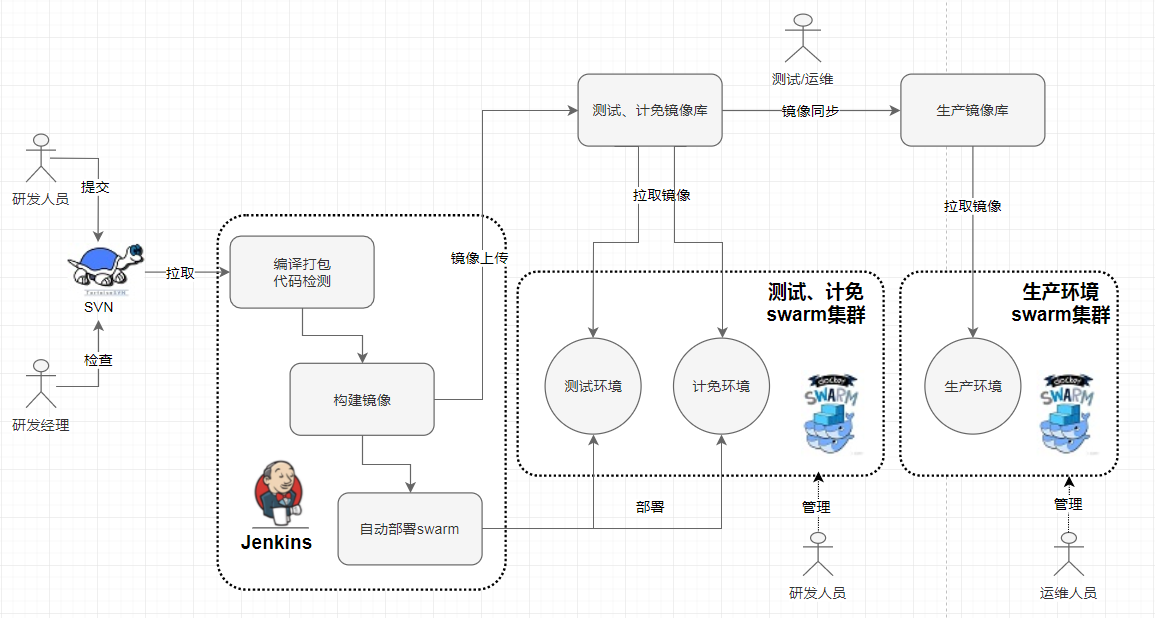 测试/运维
测试、计免镜像库
镜像同步
生产镜像库
研发人员
提交
拉取镜像
拉取镜像
镜像上传
编译打包
代码检测
拉取
TortoiseSVN
SVN
测试、计免
swarm集群
生产环境
swarm集群
检查
研发经理
构建镜像
测试环境
计免环境
docker
SWARM
生产环境
docker
SWARM
Jenkins
自动部署swarm
部署
管理
管理
研发人员
运维人员